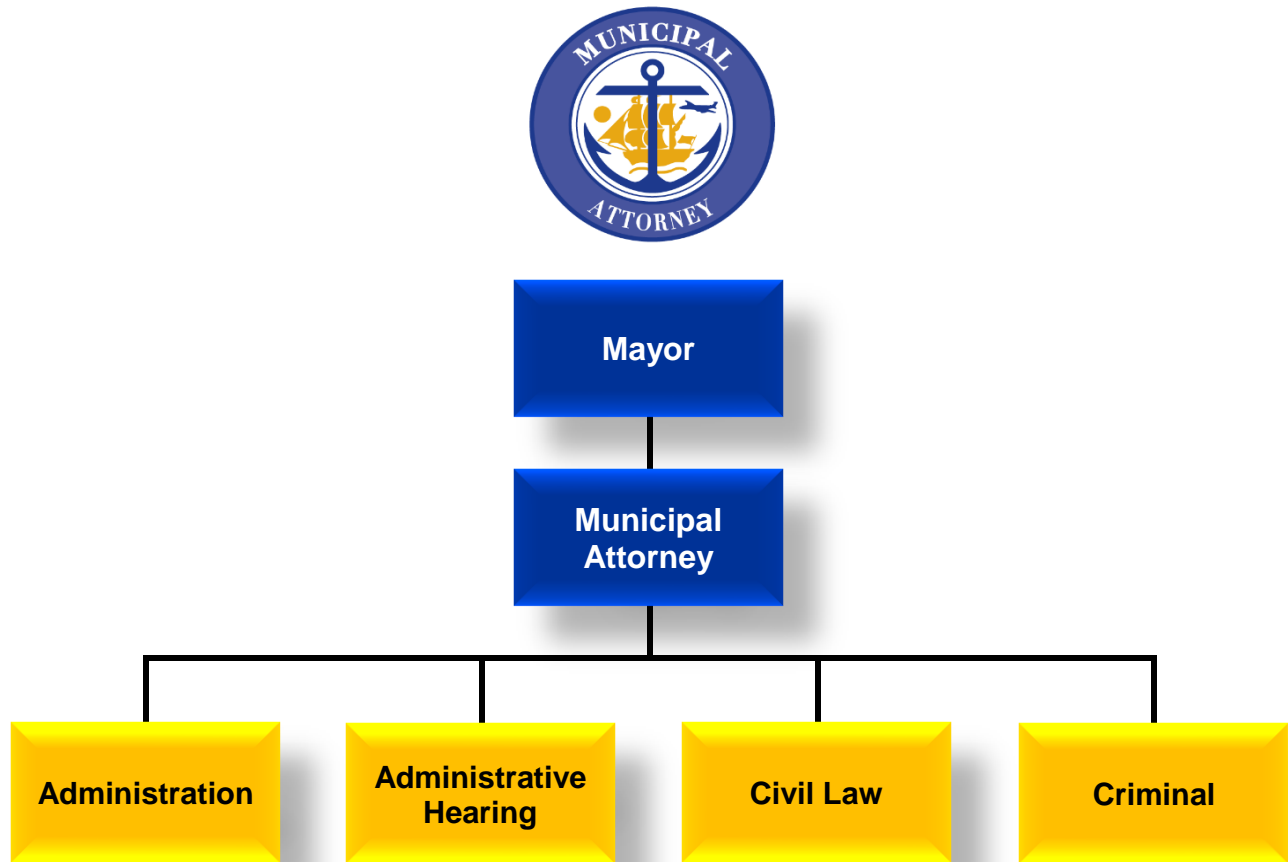 MUNICIPAL
ATTORNEY
Mayor
Municipal
Attorney
Administration
Administrative
Hearing
Civil Law
Criminal